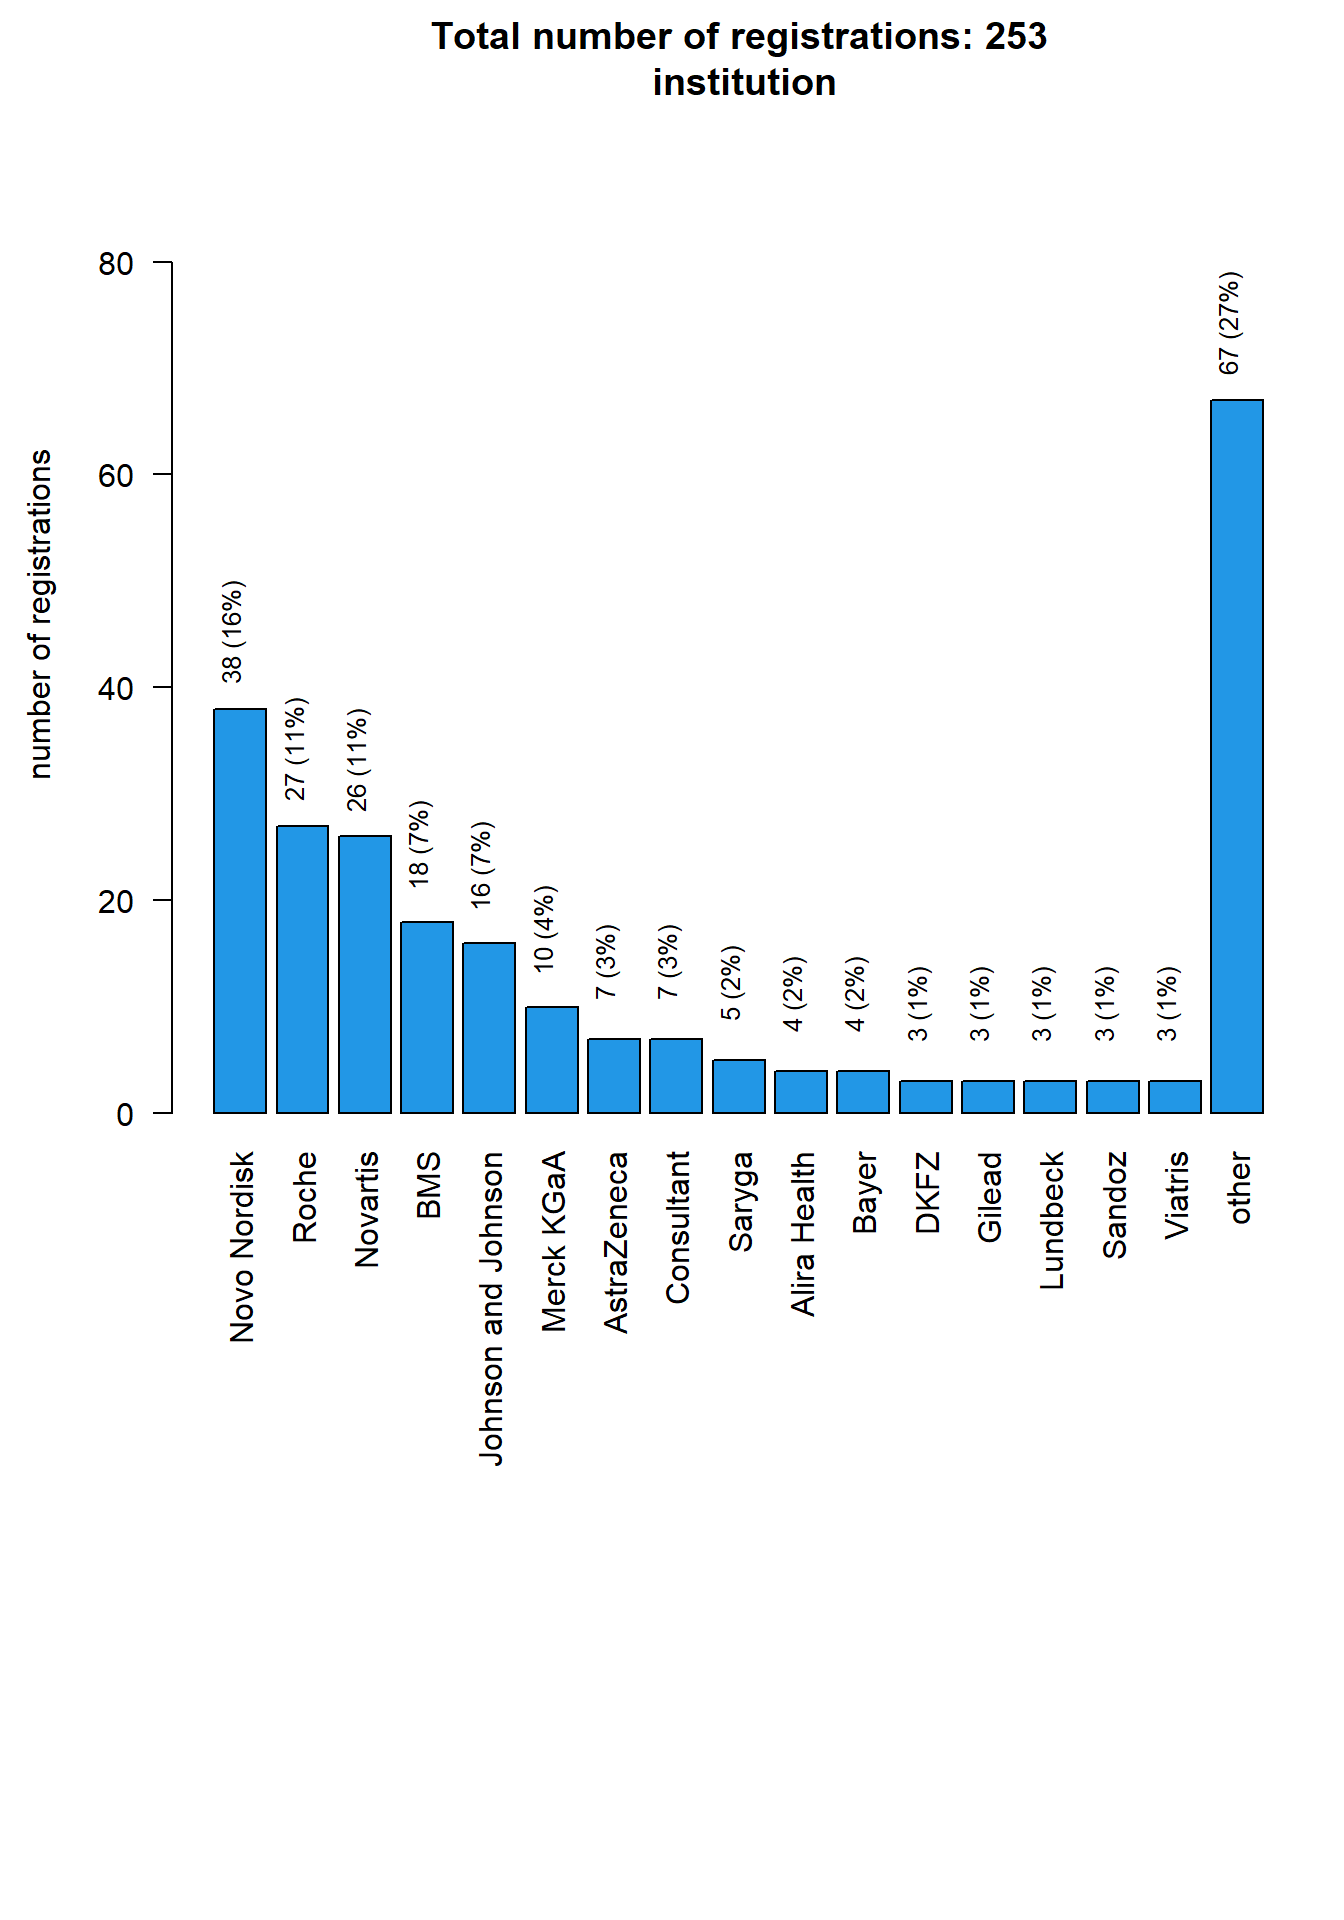 Total number of registrations: 253
institution
number of registrations
80
60
40
20
0
38 (16%)
27 (11%)
26 (11%)
18 (7%)
16 (7%)
10 (4%)
7 (3%)
7 (3%)
5 (2%)
4 (2%)
4 (2%)
3 (1%)
3 (1%)
3 (1%)
3 (1%)
3 (1%)
67 (27%)
Novo Nordisk
Roche
Novartis
BMS
Johnson and Johnson
Merck KGaA
AstraZeneca
Consultant
Saryga
Alira Health
Bayer
DKFZ
Gilead
Lundbeck
Sandoz
Viatris
other